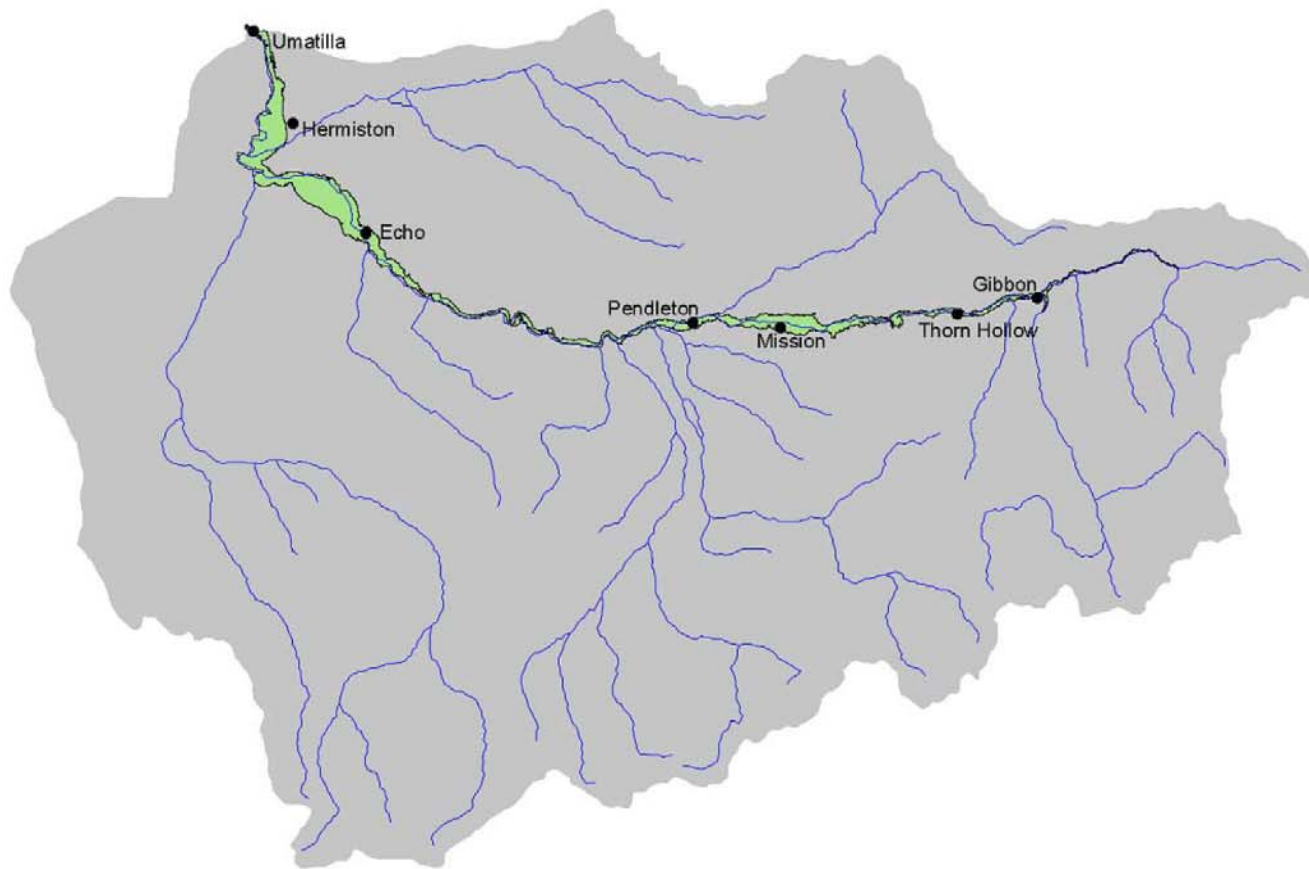 Umatilla
Hermiston
Echo
Gibbon
Pendleton
Thorn Hollow
Mission